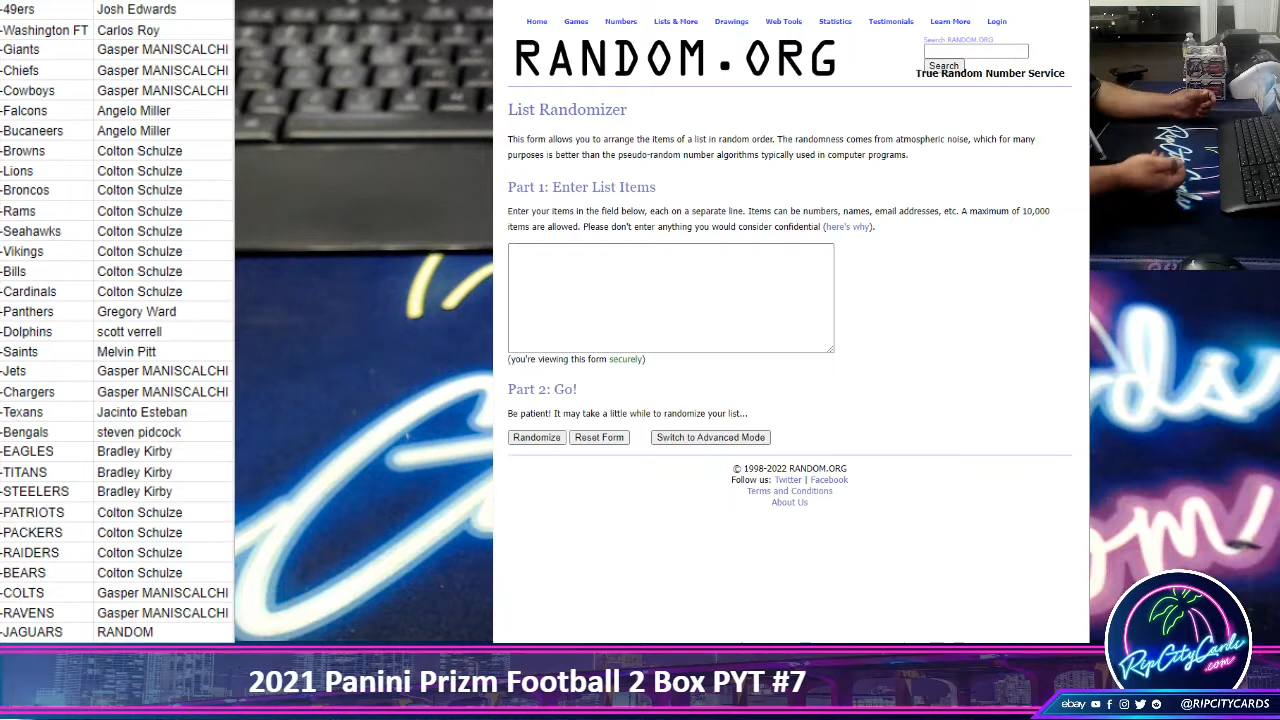 -49ers Josh Edwards
-Washington FT Carlos Roy
-Giants Gasper MANISCALCHI
-Chiefs Gasper MANISCALCHI
-Cowboys Gasper MANISCALCHI
-Falcons Angelo Miller
-Bucaneers Angelo Miller
-Browns Colton Schulze
-Lions Colton Schulze
-Broncos Colton Schulze
-Rams Colton Schulze
-Seahawks Colton Schulze
-Vikings Colton Schulze
-Bills Colton Schulze
-Cardinals Colton Schulze
-Panthers Gregory Ward
-Dolphins scott verrell
-Saints Melvin Pitt
-Jets Gasper MANISCALCHI
-Chargers Gasper MANISCALCHI
-Texans Jacinto Esteban
-Bengals steven pidcock
-EAGLES Bradley Kirby
-TITANS Bradley Kirby
-STEELERS Bradley Kirby
-PATRIOTS Colton Schulze
-PACKERS Colton Schulze
-RAIDERS Colton Schulze
-BEARS Colton Schulze
-COLTS Gasper MANISCALCHI
-RAVENS Gasper MANISCALCHI
-JAGUARS RANDOM
Home Games Numbers Lists & More Drawings Web Tools Statistics Testimonials Learn More Login
RANDOM.ORG
Search RANDOM.ORG
Search
True Random Number Service
List Randomizer
This form allows you to arrange the items of a list in random order. The randomness comes from atmospheric noise, which for many
purposes is better than the pseudo-random number algorithms typically used in computer programs.
Part 1: Enter List Items
Enter your items in the field below, each on a separate line. Items can be numbers, names, email addresses, etc. A maximum of 10,000
items are allowed. Please don't enter anything you would consider confidential (here's why).
(you're viewing this form securely)
Part 2: Go!
Be patient! It may take a little while to randomize your list...
Randomize Reset Form Switch to Advanced Mode
© 1998-2022 RANDOM.ORG
Follow us: Twitter | Facebook
Terms and Conditions
About Us
RipCityCards
.com
2021 Panini Prizm Football 2 Box PYT #7
ebay @RIPCITYCARDS